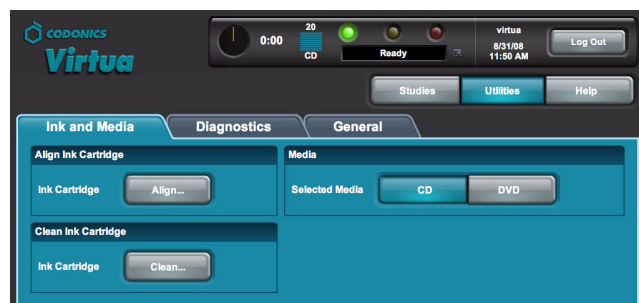 CODONICS
Virtua
0:00
20
CD
Ready
virtua
8/31/08
11:50 AM
Log Out
Studies
Utilities
Help
Ink and Media
Diagnostics
General
Align Ink Cartridge
Ink Cartridge
Align...
Media
Selected Media
CD
DVD
Clean Ink Cartridge
Ink Cartridge
Clean...